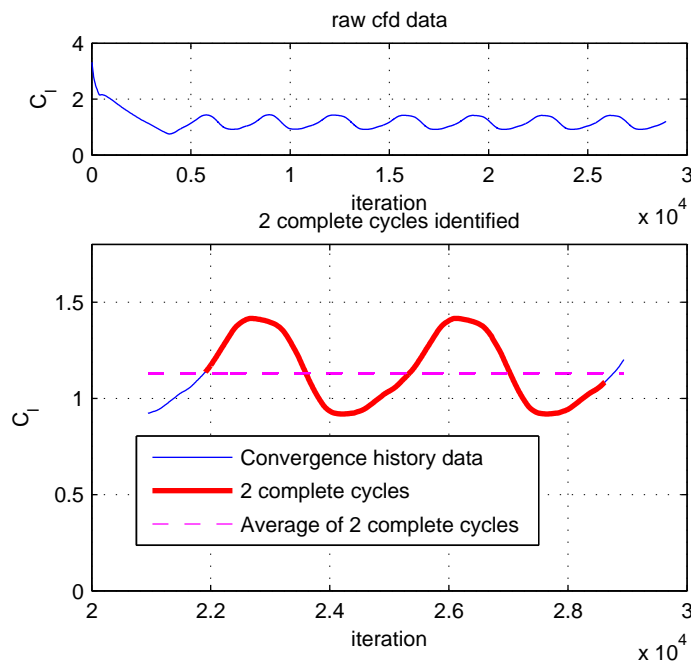 raw cfd data
4
2
0
C_l
0 0.5 1 1.5 2 2.5 3
iteration
x 10^4
2 complete cycles identified
1.5
1
0.5
0
C_l
Convergence history data
2 complete cycles
Average of 2 complete cycles
2 2.2 2.4 2.6 2.8 3
iteration
x 10^4